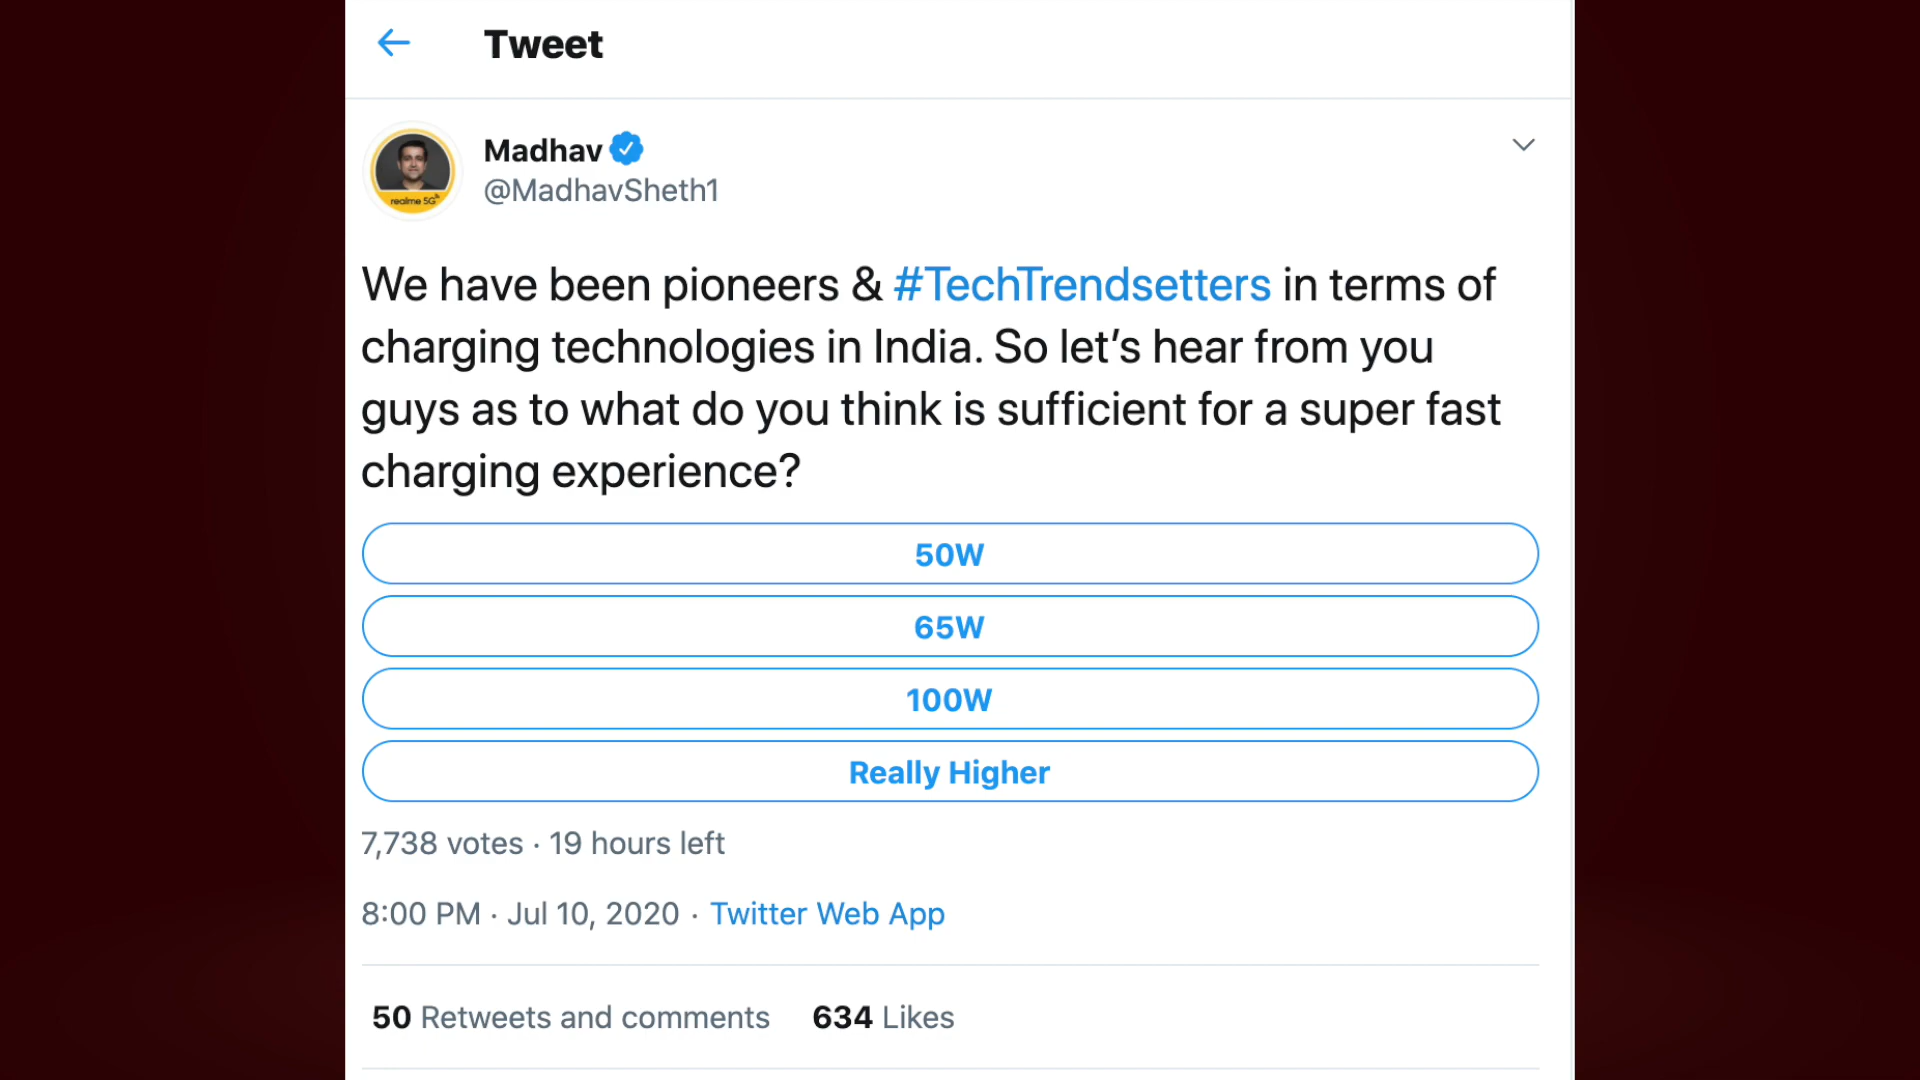 Tweet
Madhav
@MadhavSheth1
realme 5G
We have been pioneers & #TechTrendsetters in terms of
charging technologies in India. So let’s hear from you
guys as to what do you think is sufficient for a super fast
charging experience?
50W
65W
100W
Really Higher
7,738 votes · 19 hours left
8:00 PM · Jul 10, 2020 · Twitter Web App
50 Retweets and comments 634 Likes